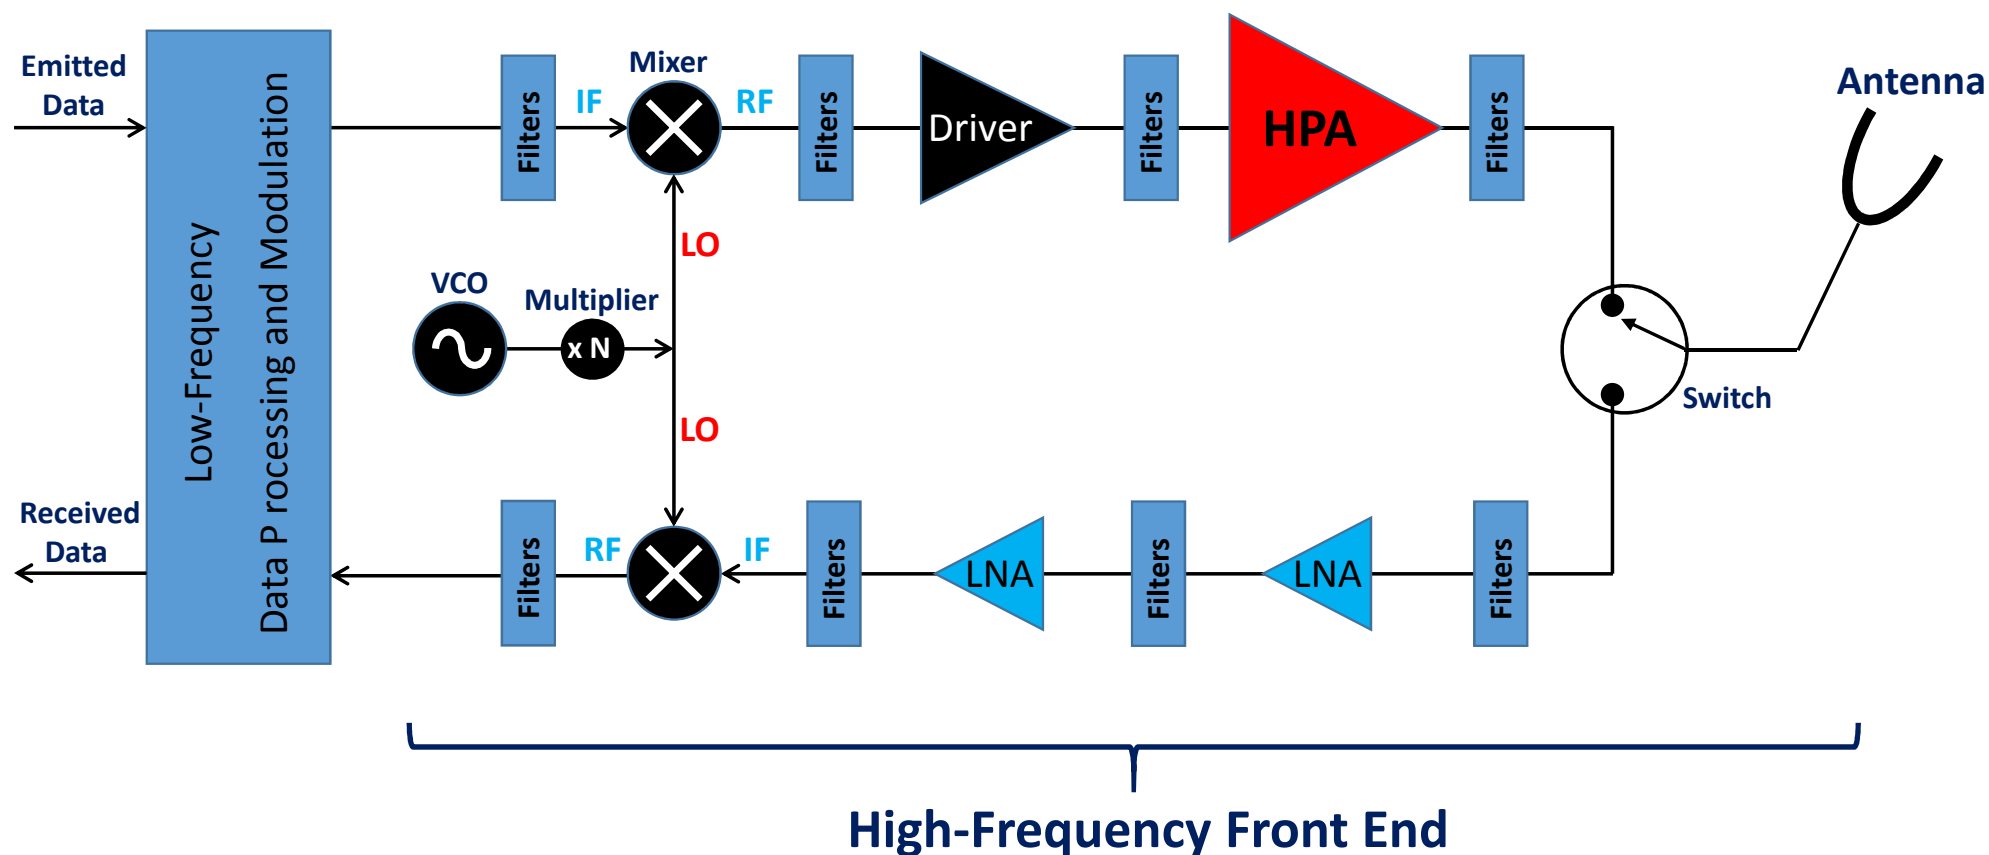 Emitted
Data
Low-Frequency
Data P rocessing and Modulation
Filters
IF
Mixer
RF
Filters
Driver
Filters
HPA
Filters
Antenna
LO
VCO
Multiplier
x N
Switch
LO
Received
Data
Filters
RF
IF
Filters
LNA
Filters
LNA
Filters
High-Frequency Front End